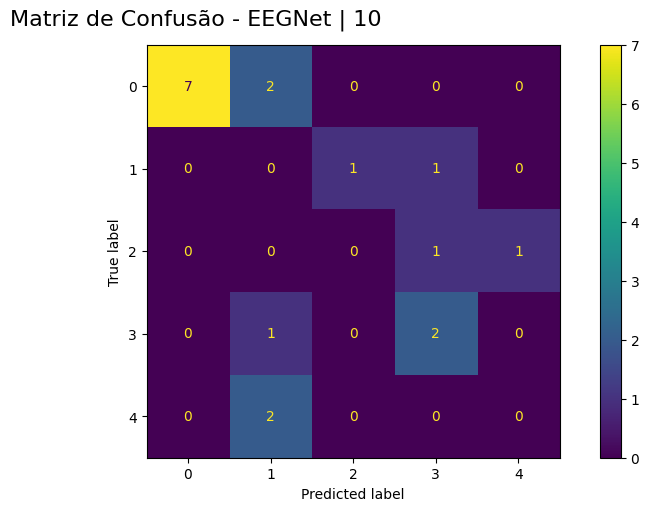 Matriz de Confusão - EEGNet | 10
0 7 2 0 0 0
1 0 0 1 1 0
2 0 0 0 1 1
3 0 1 0 2 0
4 0 2 0 0 0
0 1 2 3 4
Predicted label
True label
7
6
5
4
3
2
1
0